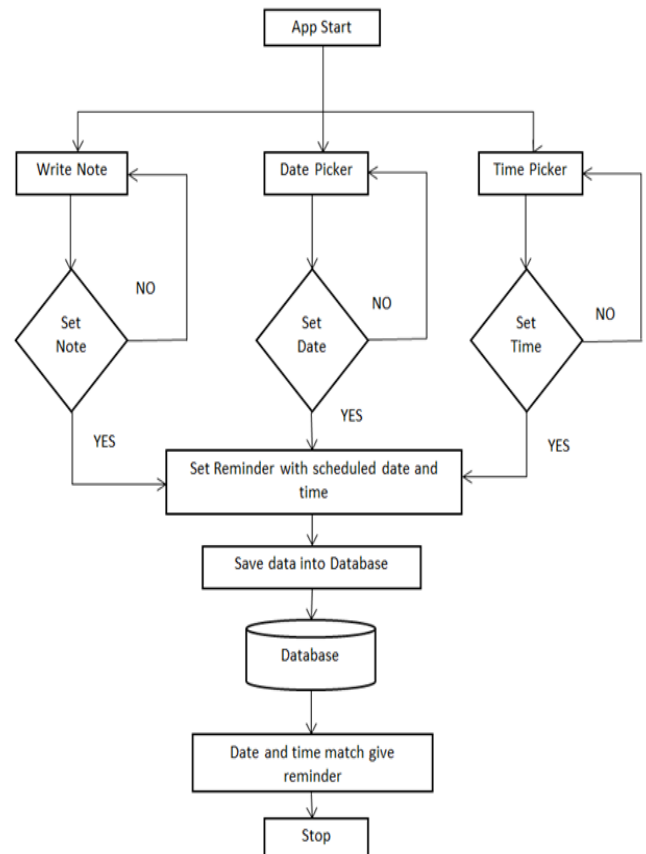 App Start
Write Note
Date Picker
Time Picker
NO
NO
NO
Set
Note
Set
Date
Set
Time
YES
YES
YES
Set Reminder with scheduled date and
time
Save data into Database
Database
Date and time match give
reminder
Stop